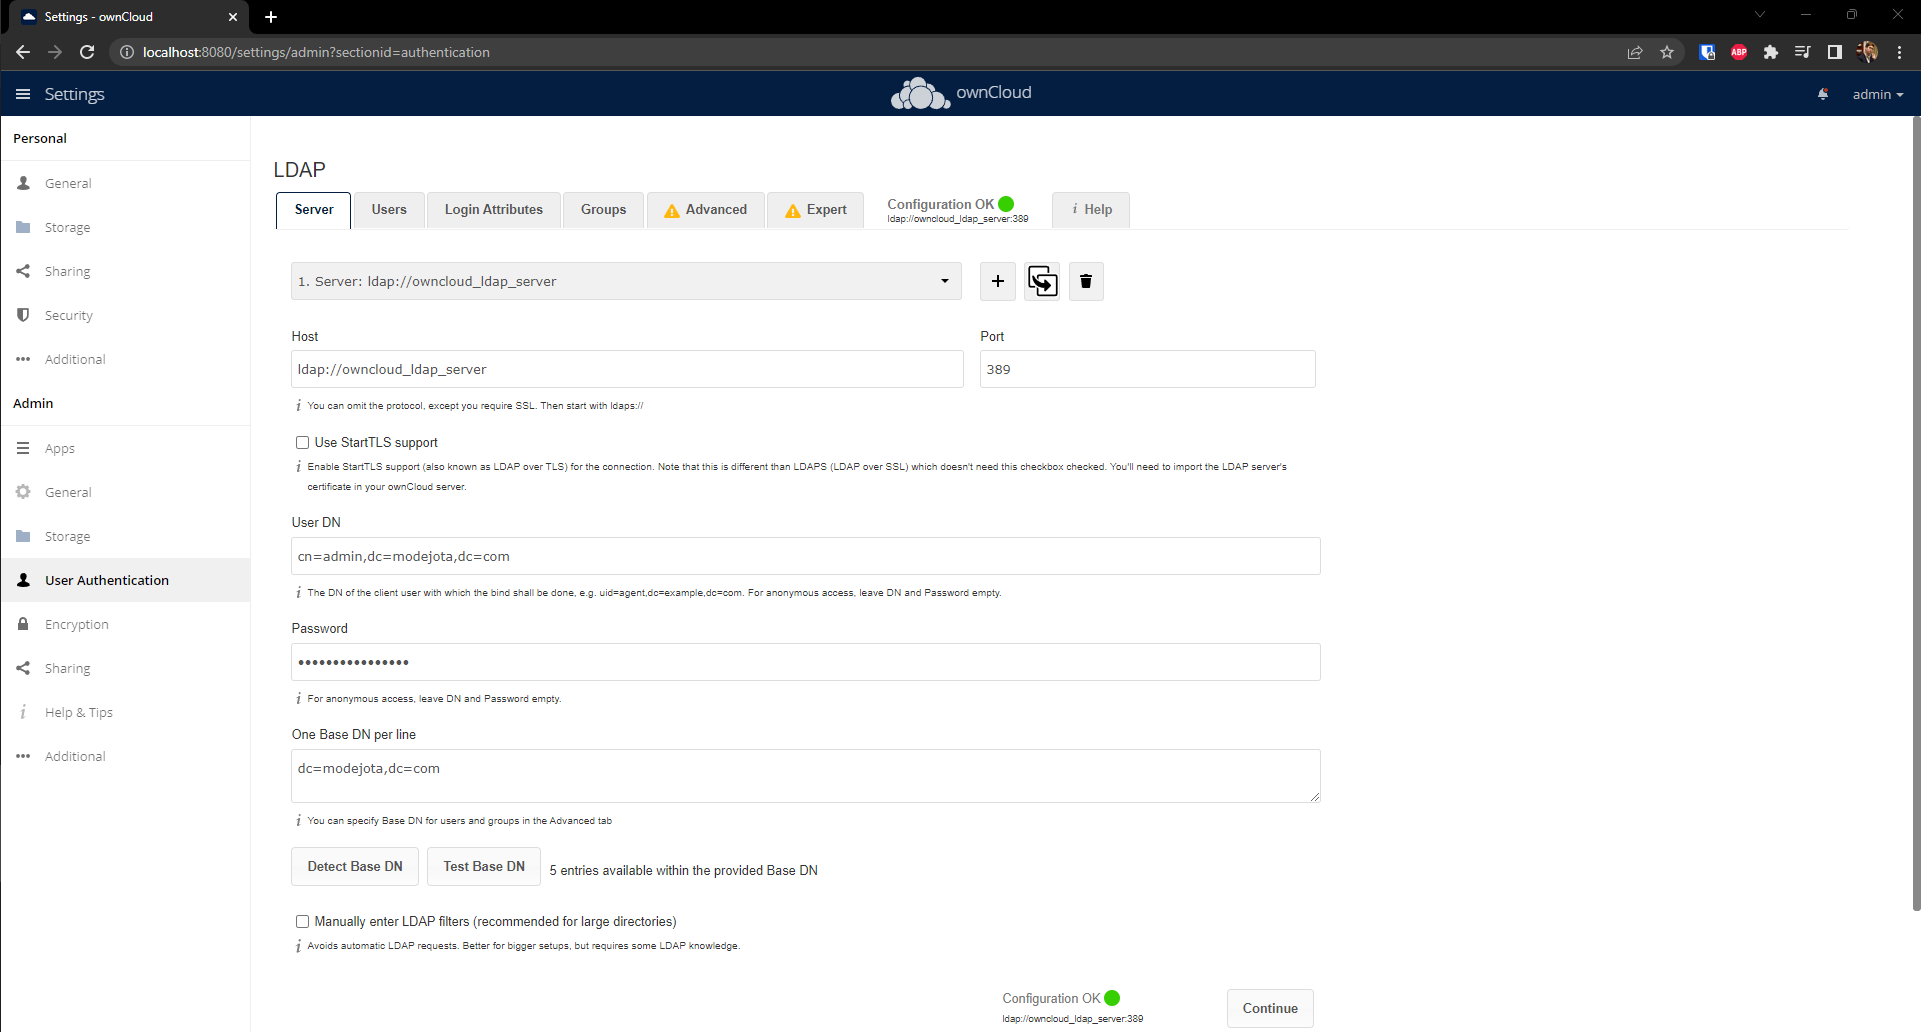 Settings - ownCloud
localhost:8080/settings/admin?sectionid=authentication
ABP
Settings
ownCloud
admin
Personal
General
Storage
Sharing
Security
Additional
Admin
Apps
General
Storage
User Authentication
Encryption
Sharing
Help & Tips
Additional
LDAP
Server
Users
Login Attributes
Groups
Advanced
Expert
Configuration OK
ldap://owncloud_ldap_server:389
i Help
1. Server: ldap://owncloud_ldap_server
Host
Port
ldap://owncloud_ldap_server
389
i You can omit the protocol, except you require SSL. Then start with ldaps://
Use StartTLS support
i Enable StartTLS support (also known as LDAP over TLS) for the connection. Note that this is different than LDAPS (LDAP over SSL) which doesn't need this checkbox checked. You'll need to import the LDAP server's
certificate in your ownCloud server.
User DN
cn=admin,dc=modejota,dc=com
i The DN of the client user with which the bind shall be done, e.g. uid=agent,dc=example,dc=com. For anonymous access, leave DN and Password empty.
Password
••••••••••••••••
i For anonymous access, leave DN and Password empty.
One Base DN per line
dc=modejota,dc=com
i You can specify Base DN for users and groups in the Advanced tab
Detect Base DN
Test Base DN
5 entries available within the provided Base DN
Manually enter LDAP filters (recommended for large directories)
i Avoids automatic LDAP requests. Better for bigger setups, but requires some LDAP knowledge.
Configuration OK
ldap://owncloud_ldap_server:389
Continue